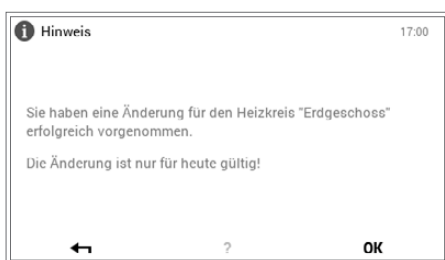 Hinweis 17:00
Sie haben eine Änderung für den Heizkreis "Erdgeschoss"
erfolgreich vorgenommen.
Die Änderung ist nur für heute gültig!
? OK